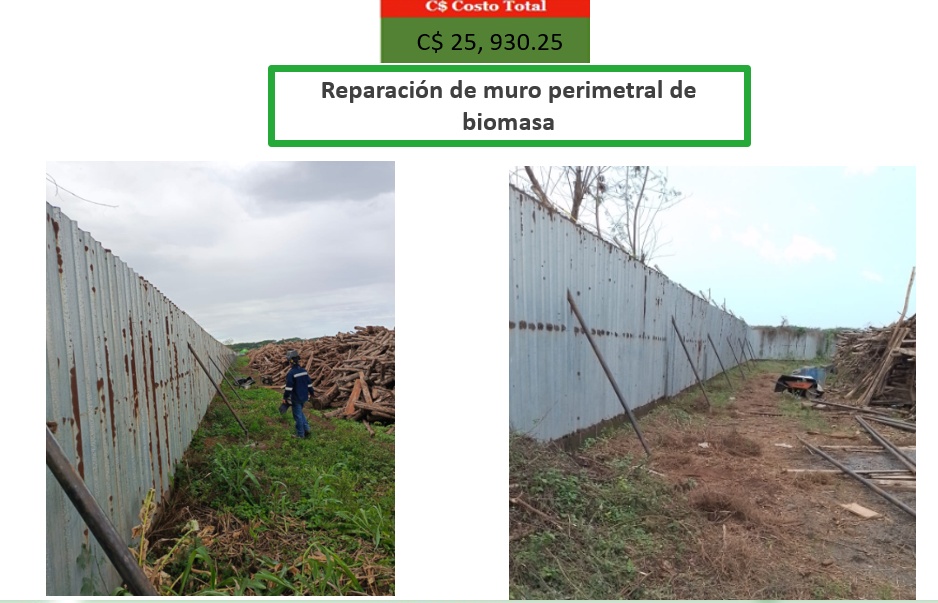 C$ Costo Total
C$ 25, 930.25
Reparación de muro perimetral de
biomasa